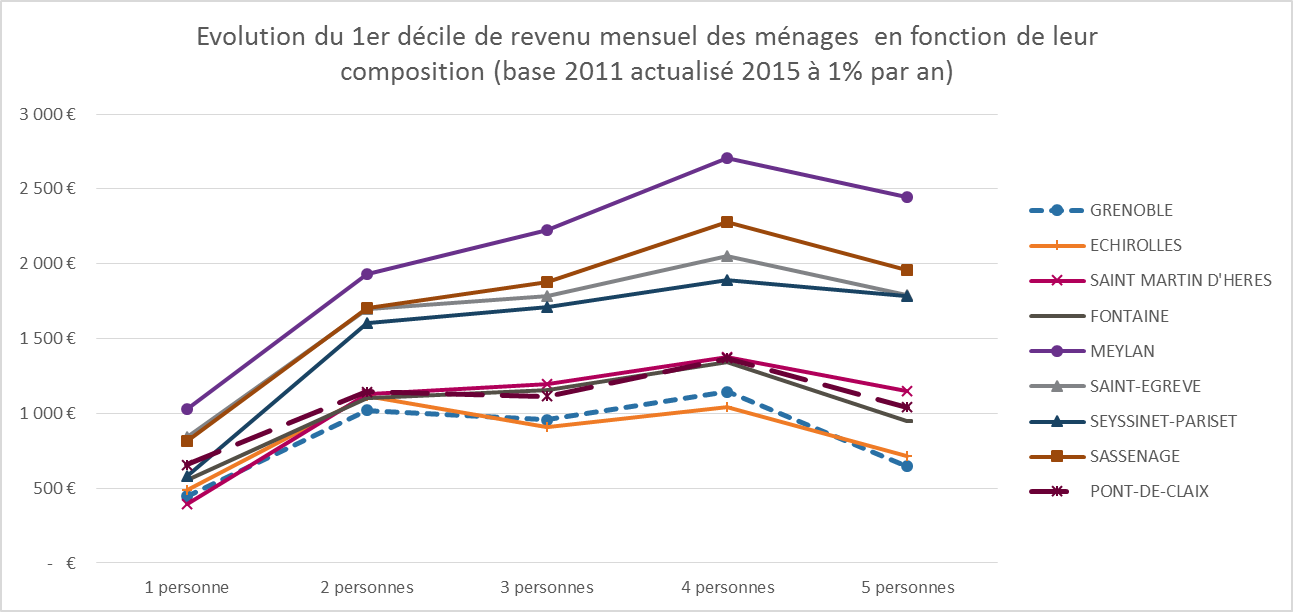 Evolution du 1er décile de revenu mensuel des ménages  en fonction de leur
composition (base 2011 actualisé 2015 à 1% par an)
3 000 €
2 500 €
2 000 €
1 500 €
1 000 €
500 €
-   €
1 personne
2 personnes
3 personnes
4 personnes
5 personnes
GRENOBLE
ECHIROLLES
SAINT MARTIN D'HERES
FONTAINE
MEYLAN
SAINT-EGREVE
SEYSSINET-PARISET
SASSENAGE
PONT-DE-CLAIX